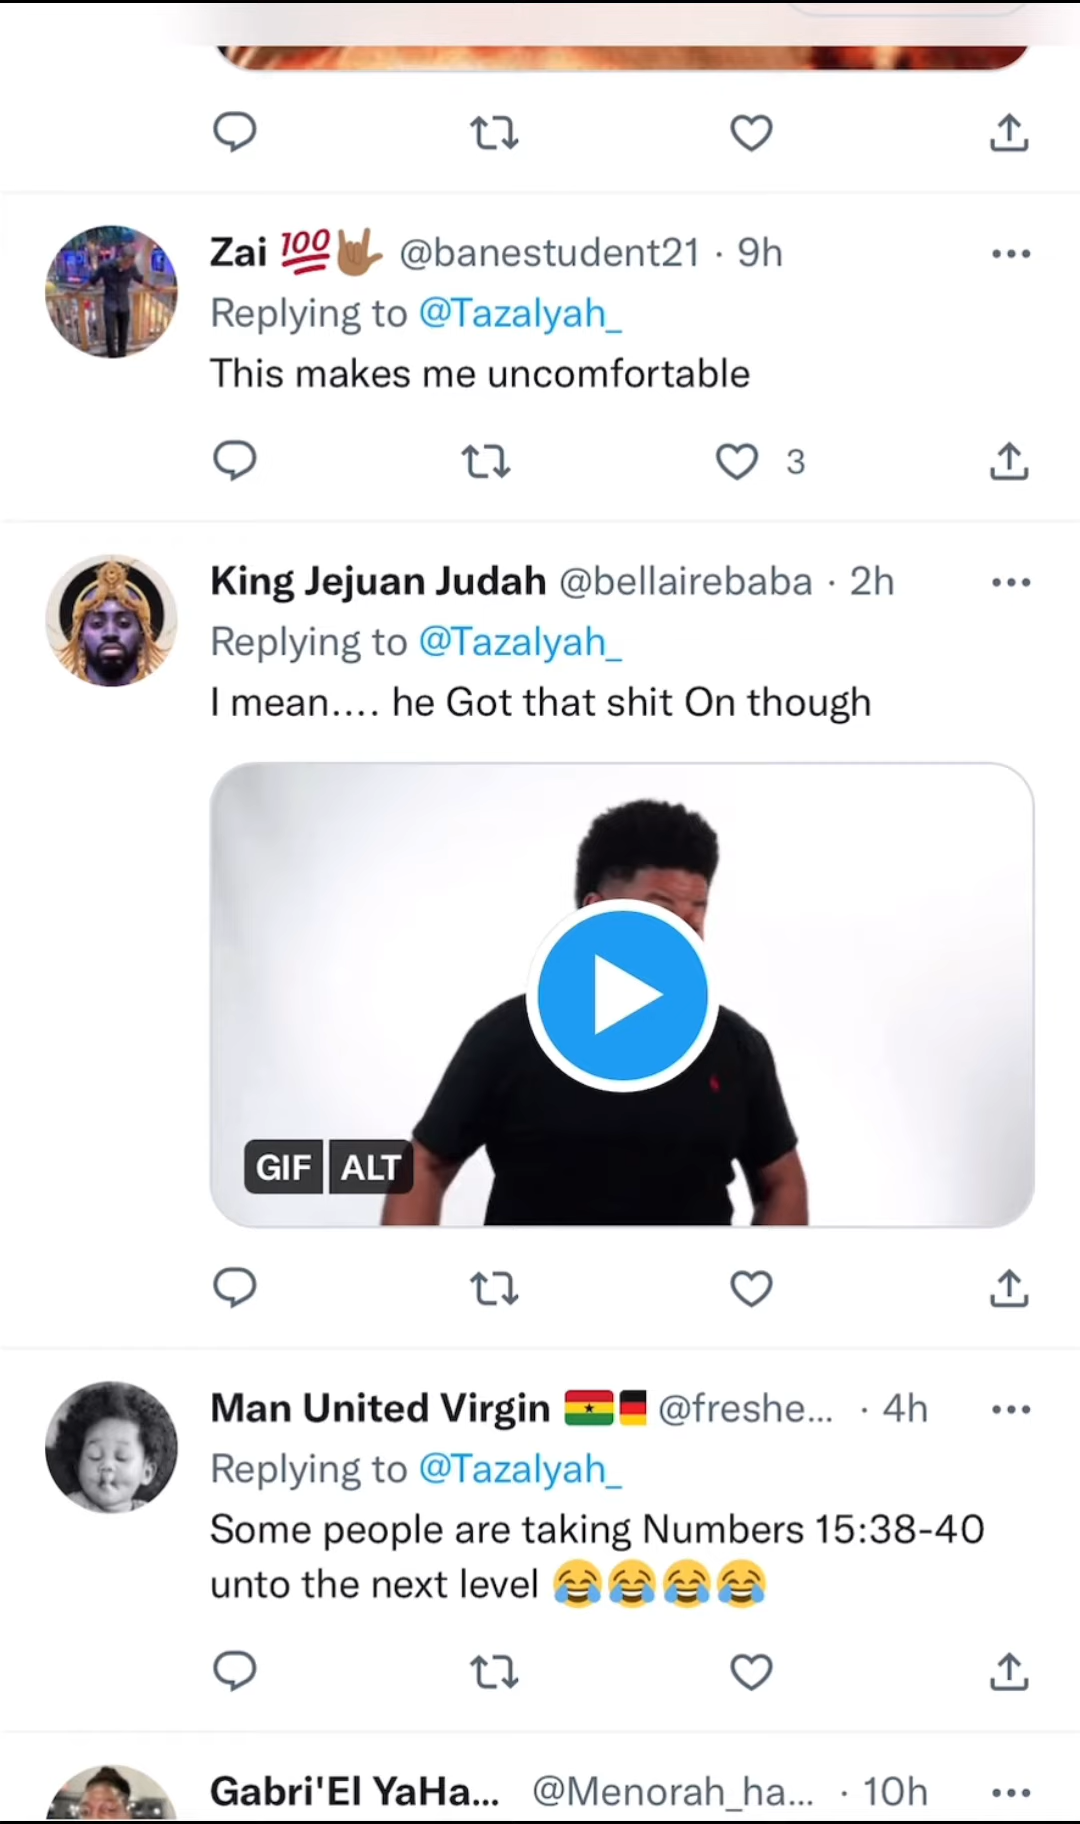 Zai 💯🤟🏽 @banestudent21 · 9h
Replying to @Tazalyah_
This makes me uncomfortable
3
King Jejuan Judah @bellairebaba · 2h
Replying to @Tazalyah_
I mean.... he Got that shit On though
GIF ALT
Man United Virgin 🇬🇭🇩🇪 @freshe... · 4h
Replying to @Tazalyah_
Some people are taking Numbers 15:38-40
unto the next level 😂😂😂😂
Gabri'El YaHa... @Menorah_ha... · 10h